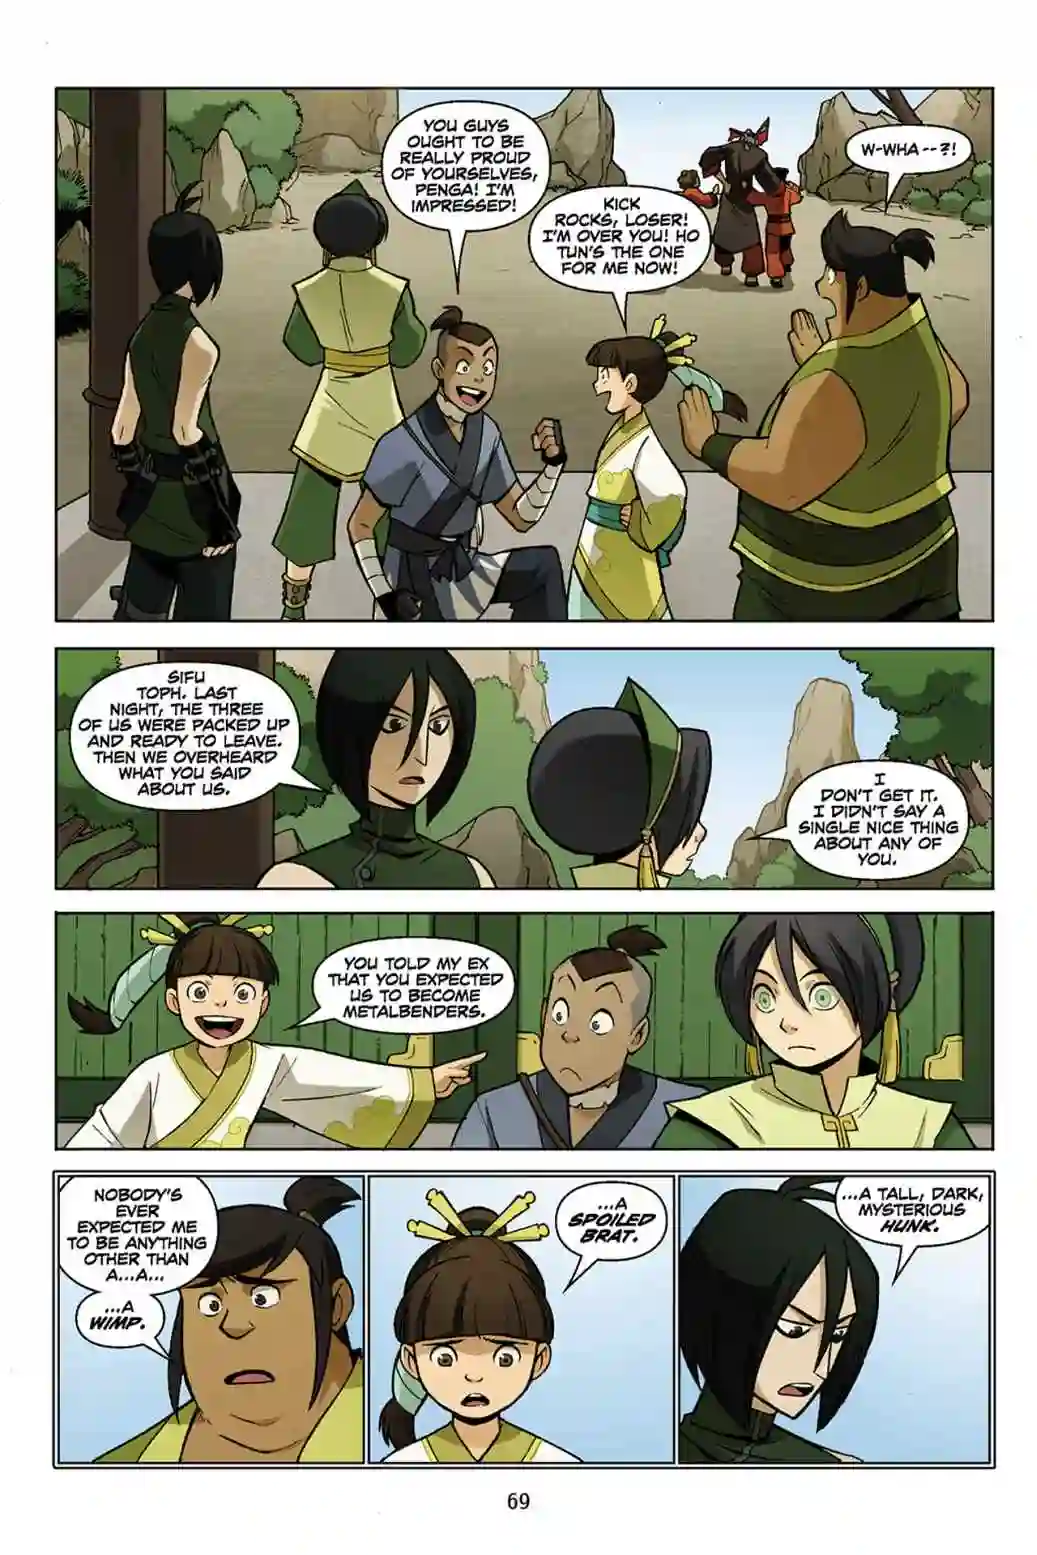 YOU GUYS
OUGHT TO BE
REALLY PROUD
OF YOURSELVES,
PENGA! I'M
IMPRESSED!
KICK
ROCKS, LOSER!
I'M OVER YOU! HO
TUN'S THE ONE
FOR ME NOW!
W-WHA--?!
SIFU
TOPH. LAST
NIGHT, THE THREE
OF US WERE PACKED UP
AND READY TO LEAVE.
THEN WE OVERHEARD
WHAT YOU SAID
ABOUT US.
I
DON'T GET IT.
I DIDN'T SAY A
SINGLE NICE THING
ABOUT ANY OF
YOU.
YOU TOLD MY EX
THAT YOU EXPECTED
US TO BECOME
METALBENDERS.
NOBODY'S
EVER
EXPECTED ME
TO BE ANYTHING
OTHER THAN
A...A...
...A
WIMP.
...A
SPOILED
BRAT.
...A TALL, DARK,
MYSTERIOUS
HUNK.
69